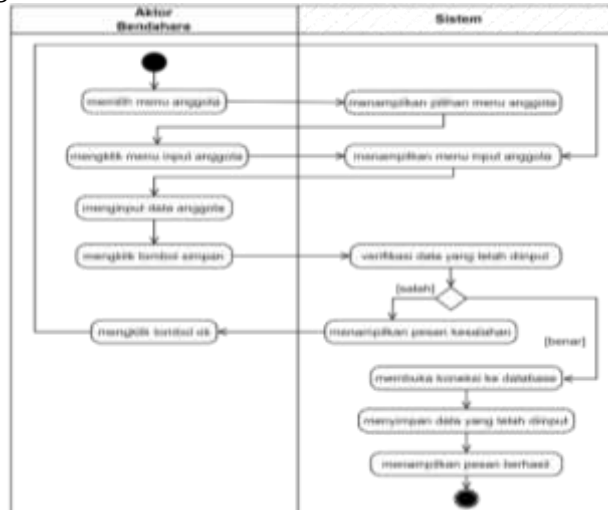 Aktor
Bendahara
Sistem
memilih menu anggota
menampilkan pilihan menu anggota
mengklik menu input anggota
menampilkan menu input anggota
menginput data anggota
mengklik tombol simpan
verifikasi data yang telah diinput
[salah]
mengklik tombol ok
menampilkan pesan kesalahan
[benar]
membuka koneksi ke database
menyimpan data yang telah diinput
menampilkan pesan berhasil